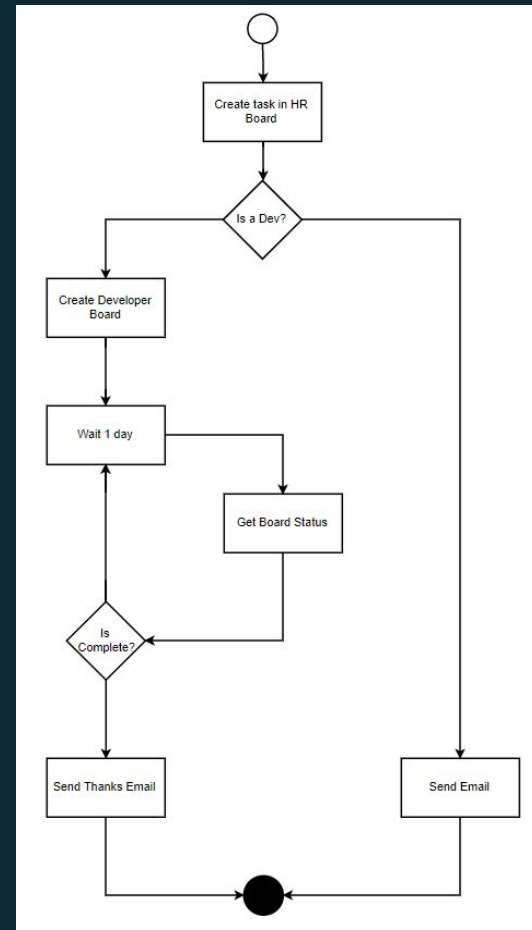 Create task in HR
Board
Is a Dev?
Create Developer
Board
Wait 1 day
Get Board Status
Is
Complete?
Send Thanks Email
Send Email